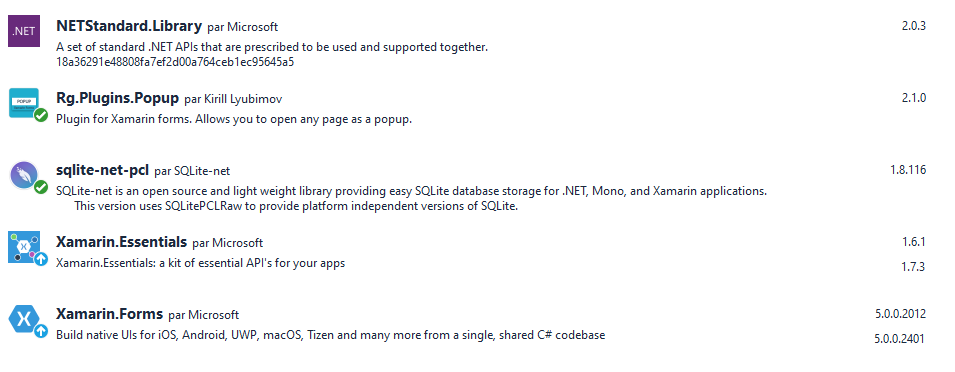 .NET
NETStandard.Library par Microsoft 2.0.3
A set of standard .NET APIs that are prescribed to be used and supported together.
18a36291e48808fa7ef2d00a764ceb1ec95645a5
POPUP
Rg.Plugins.Popup par Kirill Lyubimov 2.1.0
Plugin for Xamarin forms. Allows you to open any page as a popup.
sqlite-net-pcl par SQLite-net 1.8.116
SQLite-net is an open source and light weight library providing easy SQLite database storage for .NET, Mono, and Xamarin applications.
This version uses SQLitePCLRaw to provide platform independent versions of SQLite.
Xamarin.Essentials par Microsoft 1.6.1
Xamarin.Essentials: a kit of essential API's for your apps 1.7.3
Xamarin.Forms par Microsoft 5.0.0.2012
Build native UIs for iOS, Android, UWP, macOS, Tizen and many more from a single, shared C# codebase 5.0.0.2401